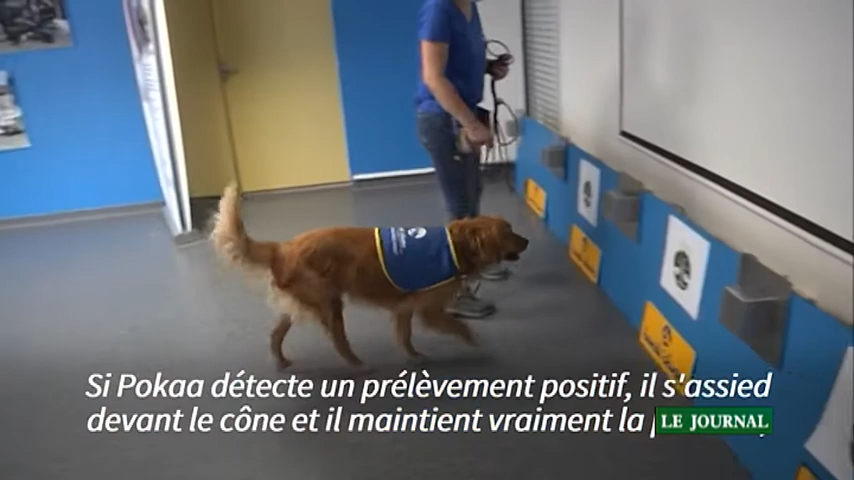 Si Pokaa détecte un prélèvement positif, il s'assied
devant le cône et il maintient vraiment la
LE JOURNAL